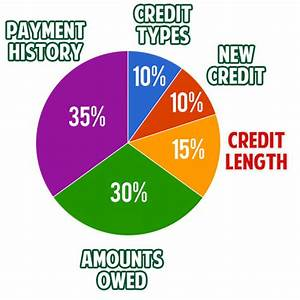 CREDIT
TYPES
PAYMENT
HISTORY
NEW
CREDIT
10%
10%
35%
15%
CREDIT
LENGTH
30%
AMOUNTS
OWED